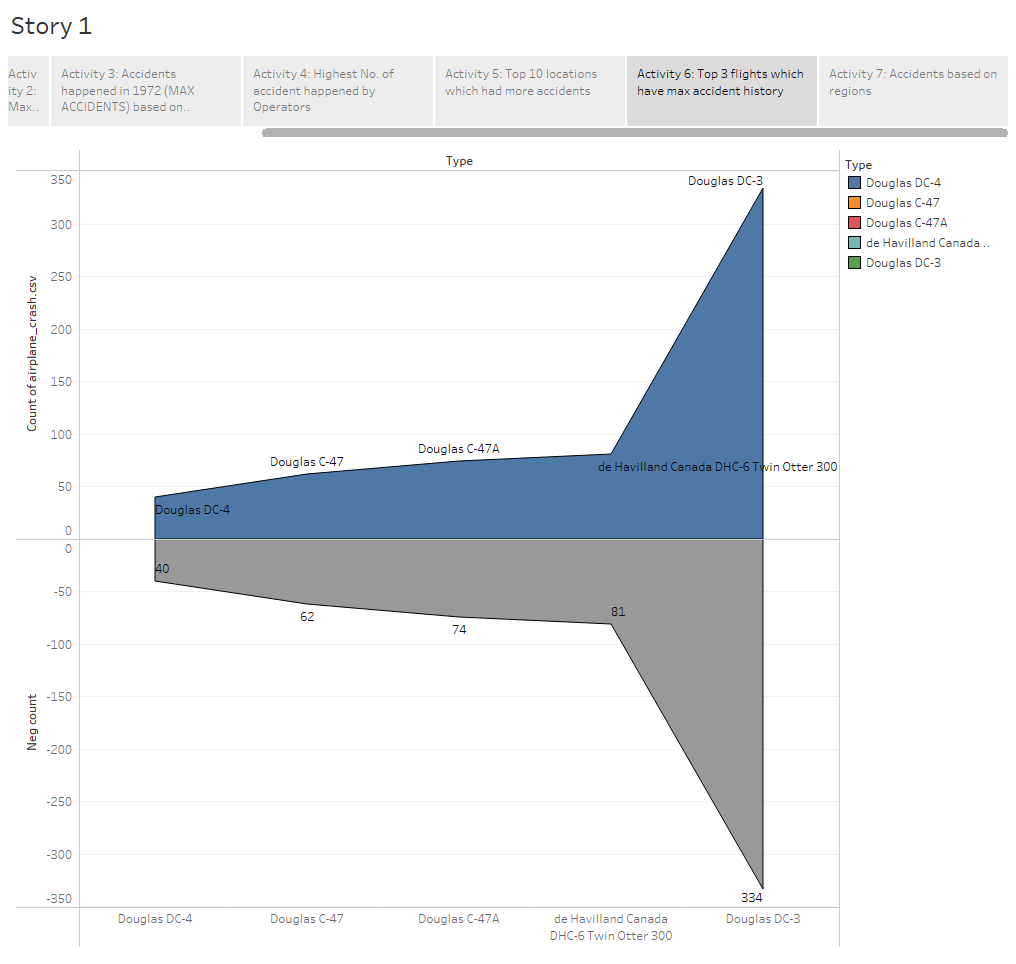 Story 1
Activ
ity 2:
Max..
Activity 3: Accidents
happened in 1972 (MAX
ACCIDENTS) based on..
Activity 4: Highest No. of
accident happened by
Operators
Activity 5: Top 10 locations
which had more accidents
Activity 6: Top 3 flights which
have max accident history
Activity 7: Accidents based on
regions
Type
Count of airplane_crash.csv
350
300
250
200
150
100
50
0
Douglas DC-4
Douglas C-47
Douglas C-47A
de Havilland Canada DHC-6 Twin Otter 300
Douglas DC-3
Neg count
0
-50
-100
-150
-200
-250
-300
-350
40
62
74
81
334
Douglas DC-4
Douglas C-47
Douglas C-47A
de Havilland Canada
DHC-6 Twin Otter 300
Douglas DC-3
Type
Douglas DC-4
Douglas C-47
Douglas C-47A
de Havilland Canada ..
Douglas DC-3